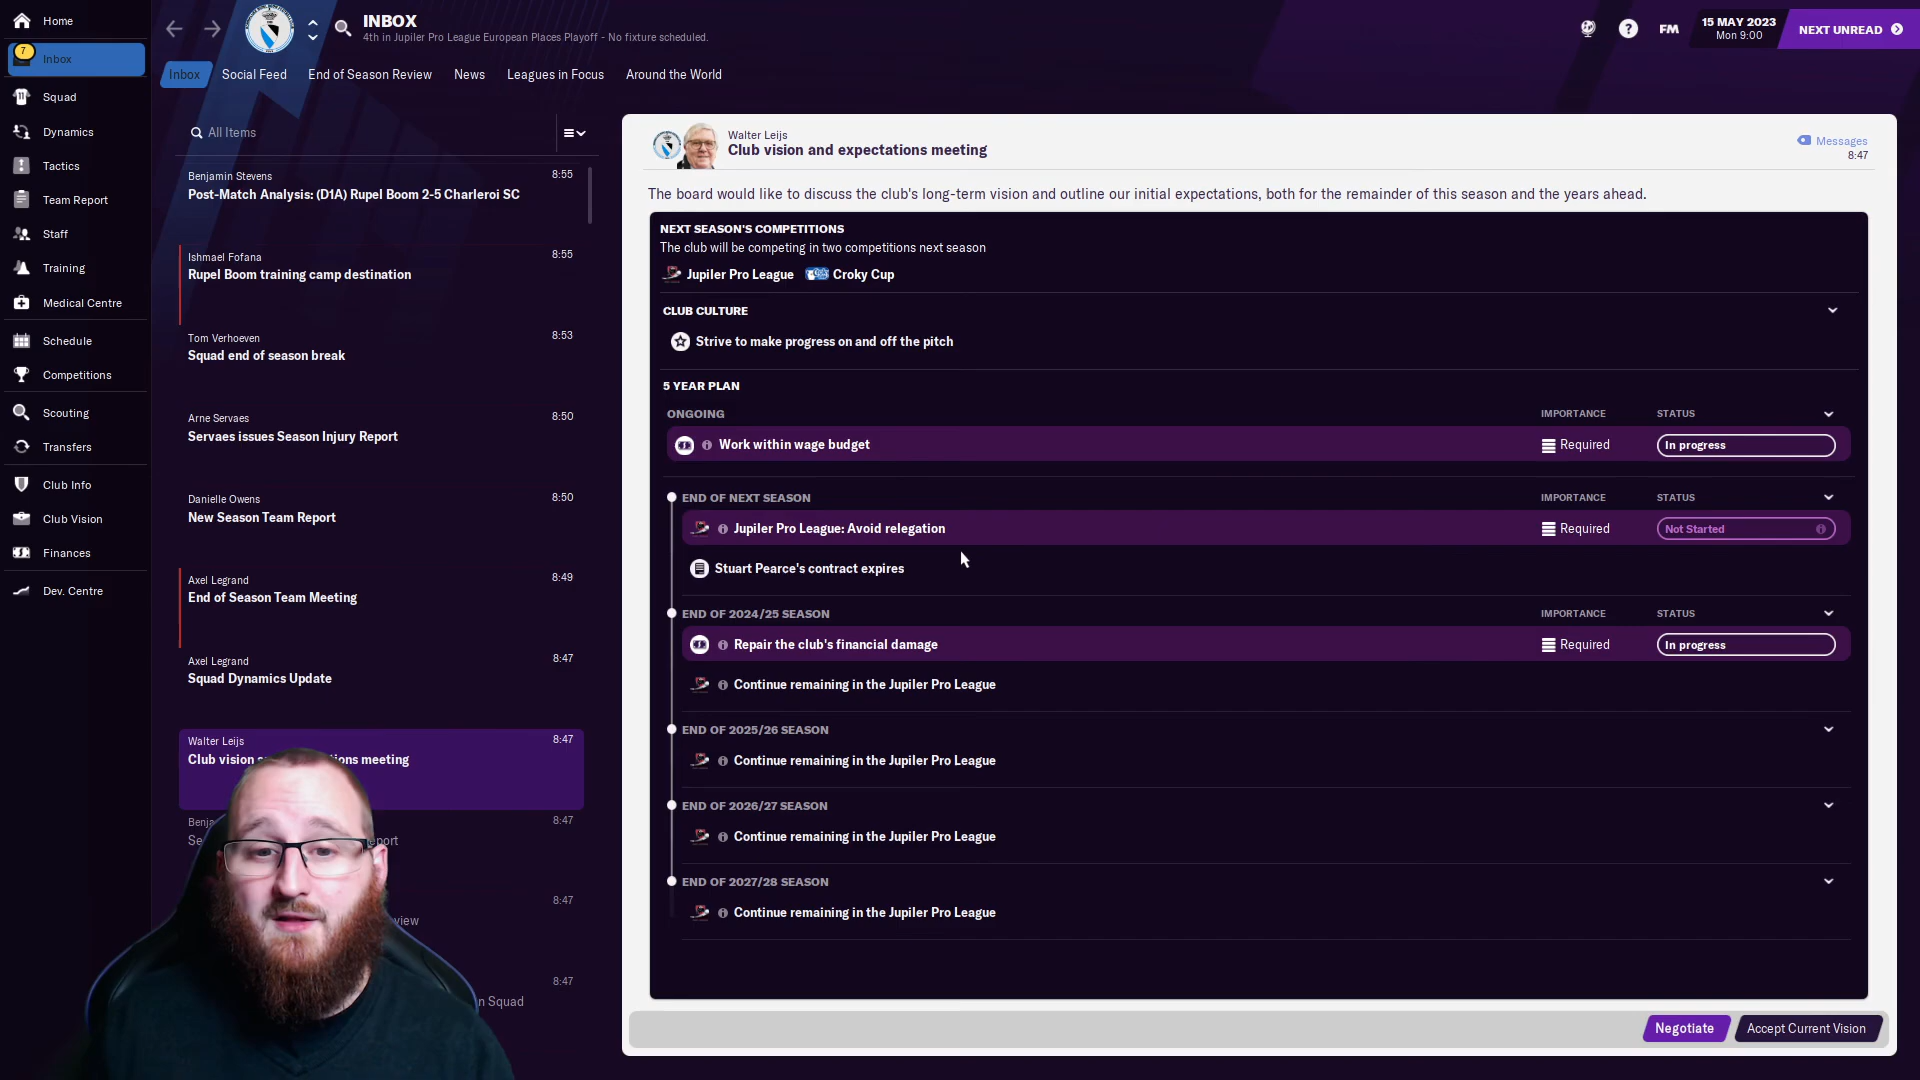 Home
7
Inbox
Squad
Dynamics
Tactics
Team Report
Staff
Training
Medical Centre
Schedule
Competitions
Scouting
Transfers
Club Info
Club Vision
Finances
Dev. Centre
INBOX
4th in Jupiler Pro League European Places Playoff - No fixture scheduled.
? FM 15 MAY 2023
Mon 9:00
NEXT UNREAD
Inbox Social Feed End of Season Review News Leagues in Focus Around the World
All Items
Benjamin Stevens 8:55
Post-Match Analysis: (D1A) Rupel Boom 2-5 Charleroi SC
Ishmael Fofana 8:55
Rupel Boom training camp destination
Tom Verhoeven 8:53
Squad end of season break
Arne Servaes 8:50
Servaes issues Season Injury Report
Danielle Owens 8:50
New Season Team Report
Axel Legrand 8:49
End of Season Team Meeting
Axel Legrand 8:47
Squad Dynamics Update
Walter Leijs 8:47
Club vision meeting
8:47
8:47
8:47
Squad
Walter Leijs
Club vision and expectations meeting
Messages
8:47
The board would like to discuss the club's long-term vision and outline our initial expectations, both for the remainder of this season and the years ahead.
NEXT SEASON'S COMPETITIONS
The club will be competing in two competitions next season
Jupiler Pro League Croky Cup
CLUB CULTURE
Strive to make progress on and off the pitch
5 YEAR PLAN
ONGOING IMPORTANCE STATUS
Work within wage budget Required In progress
END OF NEXT SEASON IMPORTANCE STATUS
Jupiler Pro League: Avoid relegation Required Not Started
Stuart Pearce's contract expires
END OF 2024/25 SEASON IMPORTANCE STATUS
Repair the club's financial damage Required In progress
Continue remaining in the Jupiler Pro League
END OF 2025/26 SEASON
Continue remaining in the Jupiler Pro League
END OF 2026/27 SEASON
Continue remaining in the Jupiler Pro League
END OF 2027/28 SEASON
Continue remaining in the Jupiler Pro League
Negotiate Accept Current Vision